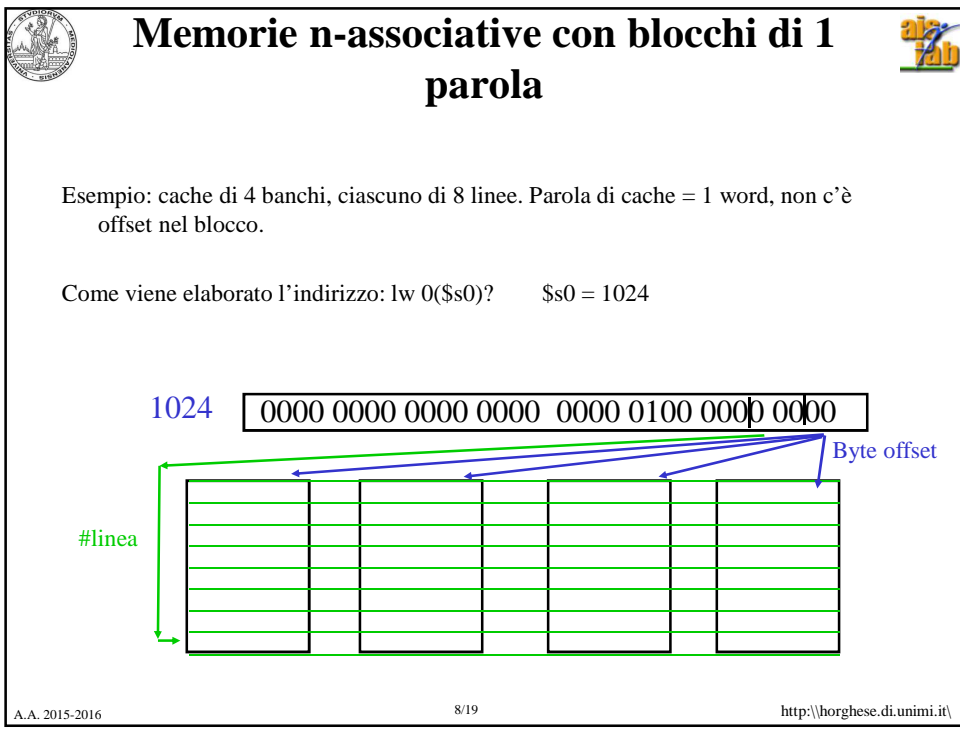 Memorie n-associative con blocchi di 1
parola
Esempio: cache di 4 banchi, ciascuno di 8 linee. Parola di cache = 1 word, non c’è
offset nel blocco.
Come viene elaborato l’indirizzo: lw 0($s0)? $s0 = 1024
1024 0000 0000 0000 0000 0000 0100 0000 0000
Byte offset
#linea
A.A. 2015-2016 8/19 http:\\horghese.di.unimi.it\